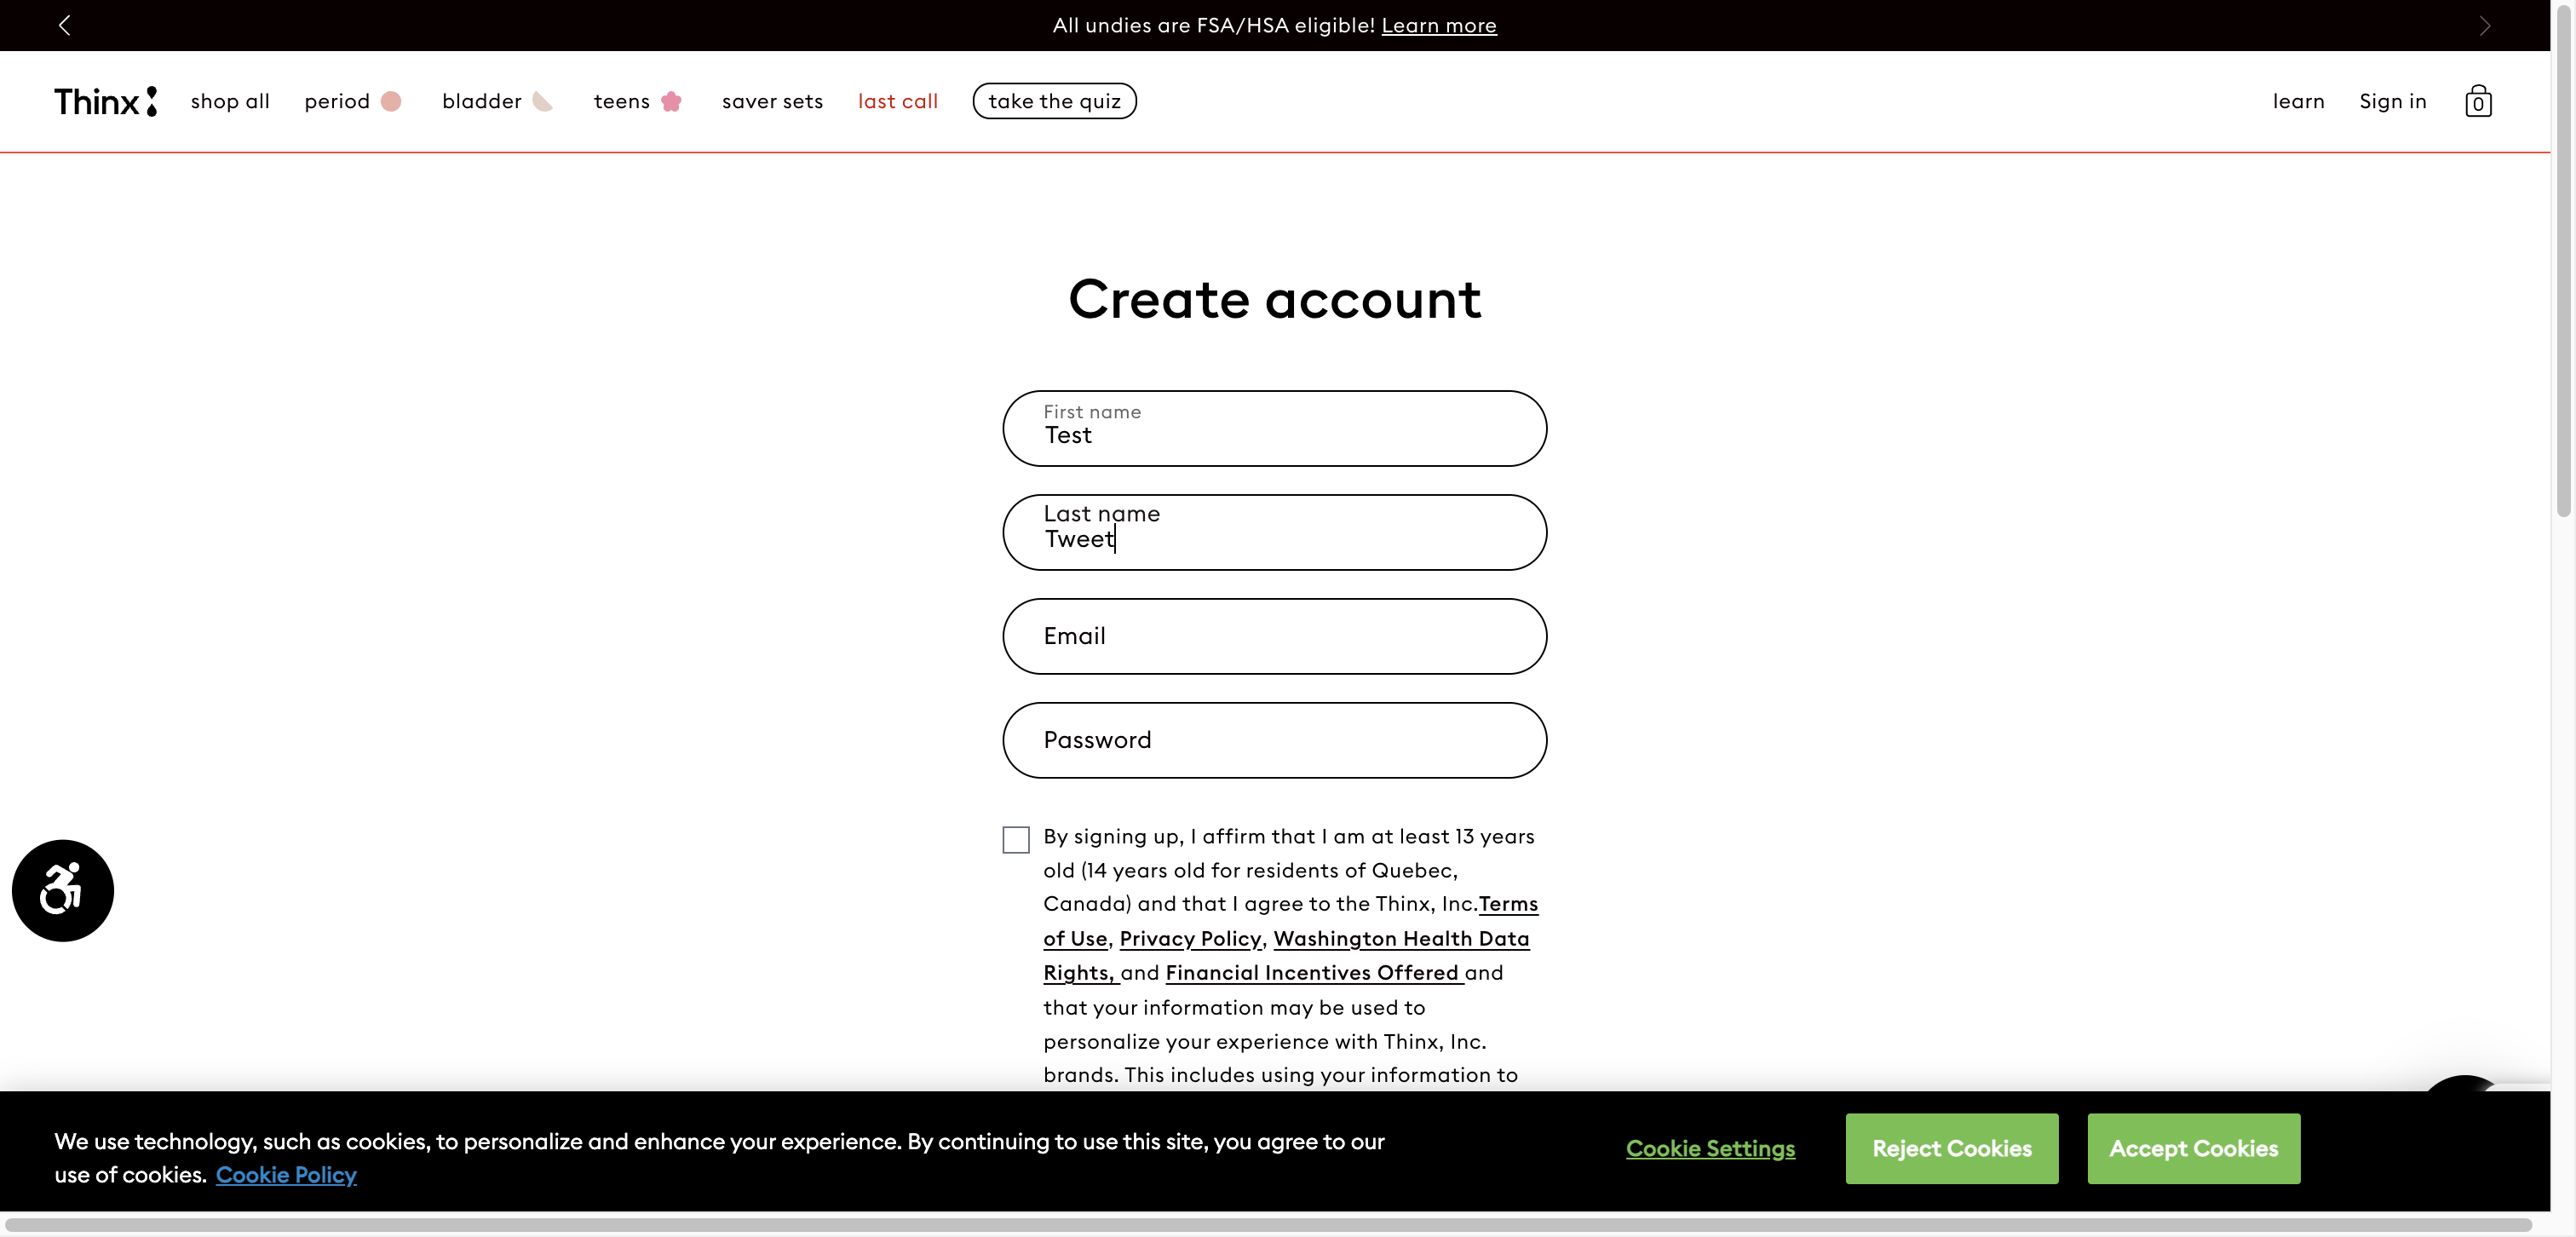 All undies are FSA/HSA eligible! Learn more
Thinx shop all period bladder teens saver sets last call take the quiz learn Sign in 0
Create account
First name
Test
Last name
Tweet
Email
Password
By signing up, I affirm that I am at least 13 years
old (14 years old for residents of Quebec,
Canada) and that I agree to the Thinx, Inc.Terms
of Use, Privacy Policy, Washington Health Data
Rights, and Financial Incentives Offered and
that your information may be used to
personalize your experience with Thinx, Inc.
brands. This includes using your information to
We use technology, such as cookies, to personalize and enhance your experience. By continuing to use this site, you agree to our
use of cookies. Cookie Policy
Cookie Settings Reject Cookies Accept Cookies